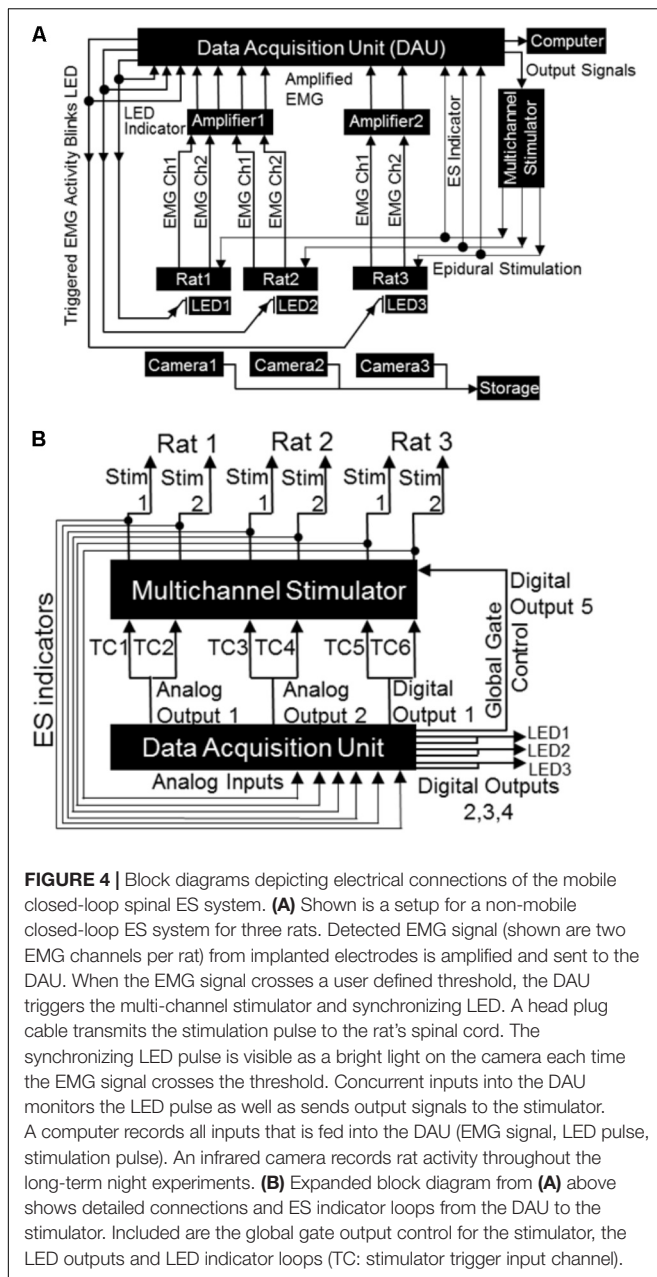 A
Data Acquisition Unit (DAU)
Computer
Output Signals
Amplified
EMG
LED
Indicator
Amplifier1
Amplifier2
ES Indicator
Multichannel
Stimulator
Triggered EMG Activity Blinks LED
EMG Ch1
EMG Ch2
EMG Ch1
EMG Ch2
EMG Ch1
EMG Ch2
Epidural Stimulation
Rat1
Rat2
Rat3
LED1
LED2
LED3
Camera1
Camera2
Camera3
Storage
B
Rat 1
Rat 2
Rat 3
Stim
1
Stim
2
Stim
1
Stim
2
Stim
1
Stim
2
Multichannel Stimulator
Digital
Output 5
Global Gate
Control
ES indicators
TC1
TC2
TC3
TC4
TC5
TC6
Analog
Output 1
Analog
Output 2
Digital
Output 1
Data Acquisition Unit
LED1
LED2
LED3
Analog Inputs
Digital Outputs
2,3,4
FIGURE 4 | Block diagrams depicting electrical connections of the mobile
closed-loop spinal ES system. (A) Shown is a setup for a non-mobile
closed-loop ES system for three rats. Detected EMG signal (shown are two
EMG channels per rat) from implanted electrodes is amplified and sent to the
DAU. When the EMG signal crosses a user defined threshold, the DAU
triggers the multi-channel stimulator and synchronizing LED. A head plug
cable transmits the stimulation pulse to the rat's spinal cord. The
synchronizing LED pulse is visible as a bright light on the camera each time
the EMG signal crosses the threshold. Concurrent inputs into the DAU
monitors the LED pulse as well as sends output signals to the stimulator.
A computer records all inputs that is fed into the DAU (EMG signal, LED pulse,
stimulation pulse). An infrared camera records rat activity throughout the
long-term night experiments. (B) Expanded block diagram from (A) above
shows detailed connections and ES indicator loops from the DAU to the
stimulator. Included are the global gate output control for the stimulator, the
LED outputs and LED indicator loops (TC: stimulator trigger input channel).